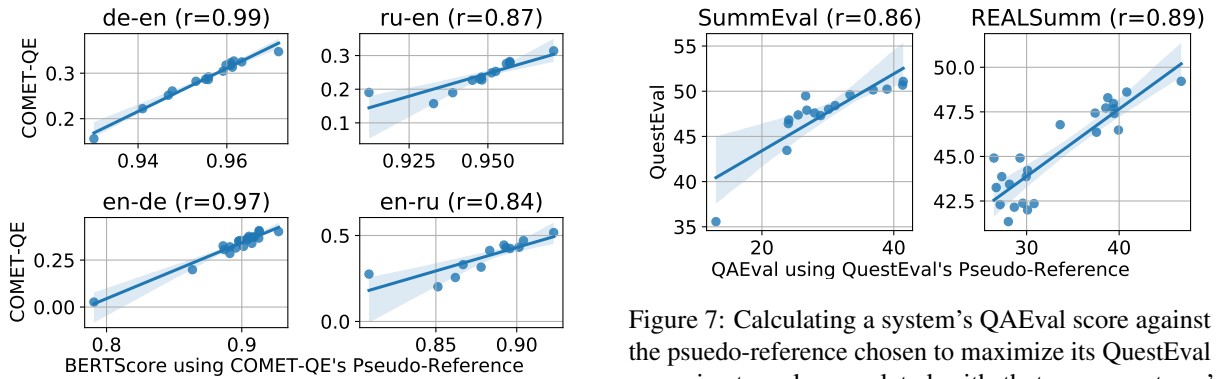 de-en (r=0.99)
COMET-QE
0.3
0.2
0.94
0.96
ru-en (r=0.87)
0.3
0.2
0.1
0.925
0.950
en-de (r=0.97)
COMET-QE
0.25
0.00
0.8
0.9
en-ru (r=0.84)
0.5
0.0
0.85
0.90
BERTScore using COMET-QE's Pseudo-Reference
SummEval (r=0.86)
QuestEval
55
50
45
40
35
20
40
REALSumm (r=0.89)
50.0
47.5
45.0
42.5
30
40
QAEval using QuestEval's Pseudo-Reference
Figure 7: Calculating a system's QAEval score against
the psuedo-reference chosen to maximize its QuestEval